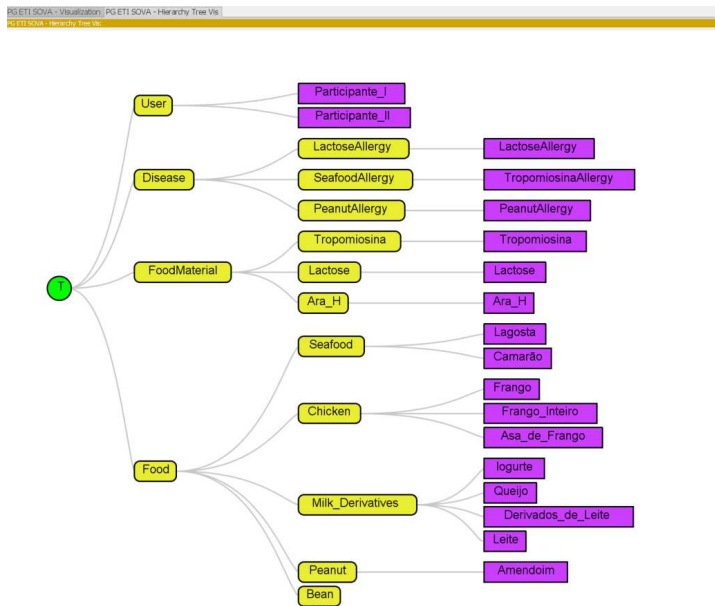 PG ETI SOVA - Visualization PG ETI SOVA - Hierarchy Tree Vis
PG ETI SOVA - Hierarchy Tree Vis:
T
User
Participante_I
Participante_II
Disease
LactoseAllergy
LactoseAllergy
SeafoodAllergy
TropomiosinaAllergy
PeanutAllergy
PeanutAllergy
FoodMaterial
Tropomiosina
Tropomiosina
Lactose
Lactose
Ara_H
Ara_H
Food
Seafood
Lagosta
Camarão
Chicken
Frango
Frango_Inteiro
Asa_de_Frango
Milk_Derivatives
Iogurte
Queijo
Derivados_de_Leite
Leite
Peanut
Amendoim
Bean